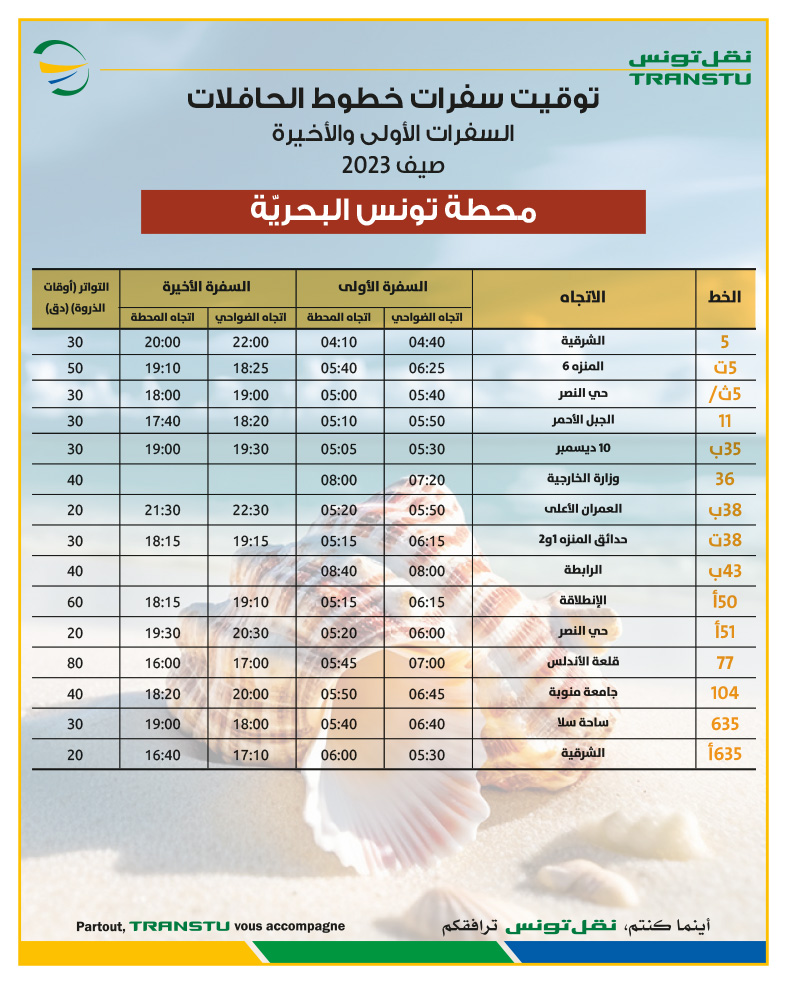 نقل تونس
TRANSTU
توقيت سفرات خطوط الحافلات
السفرات الأولى والأخيرة
صيف 2023
محطة تونس البحريّة
الخط الاتجاه السفرة الأولى السفرة الأخيرة التواتر (أوقات الذروة) (دق)
اتجاه الضواحي اتجاه المحطة اتجاه الضواحي اتجاه المحطة
5 الشرقية 04:40 04:10 22:00 20:00 30
5ت المنزه 6 06:25 05:40 18:25 19:10 50
5ث/ حي النصر 05:40 05:00 19:00 18:00 30
11 الجبل الأحمر 05:50 05:10 18:20 17:40 30
35ب 10 ديسمبر 05:30 05:05 19:30 19:00 30
36 وزارة الخارجية 07:20 08:00 40
38ب العمران الأعلى 05:50 05:20 22:30 21:30 20
38ت حدائق المنزه 1و2 06:15 05:15 19:15 18:15 30
43ب الرابطة 08:00 08:40 40
50أ الإنطلاقة 06:15 05:15 19:10 18:15 60
51أ حي النصر 06:00 05:20 20:30 19:30 20
77 قلعة الأندلس 07:00 05:45 17:00 16:00 80
104 جامعة منوبة 06:45 05:50 20:00 18:20 40
635 ساحة سلا 06:40 05:40 18:00 19:00 30
635أ الشرقية 05:30 06:00 17:10 16:40 20
أينما كنتم، نقل تونس ترافقكم
Partout, TRANSTU vous accompagne